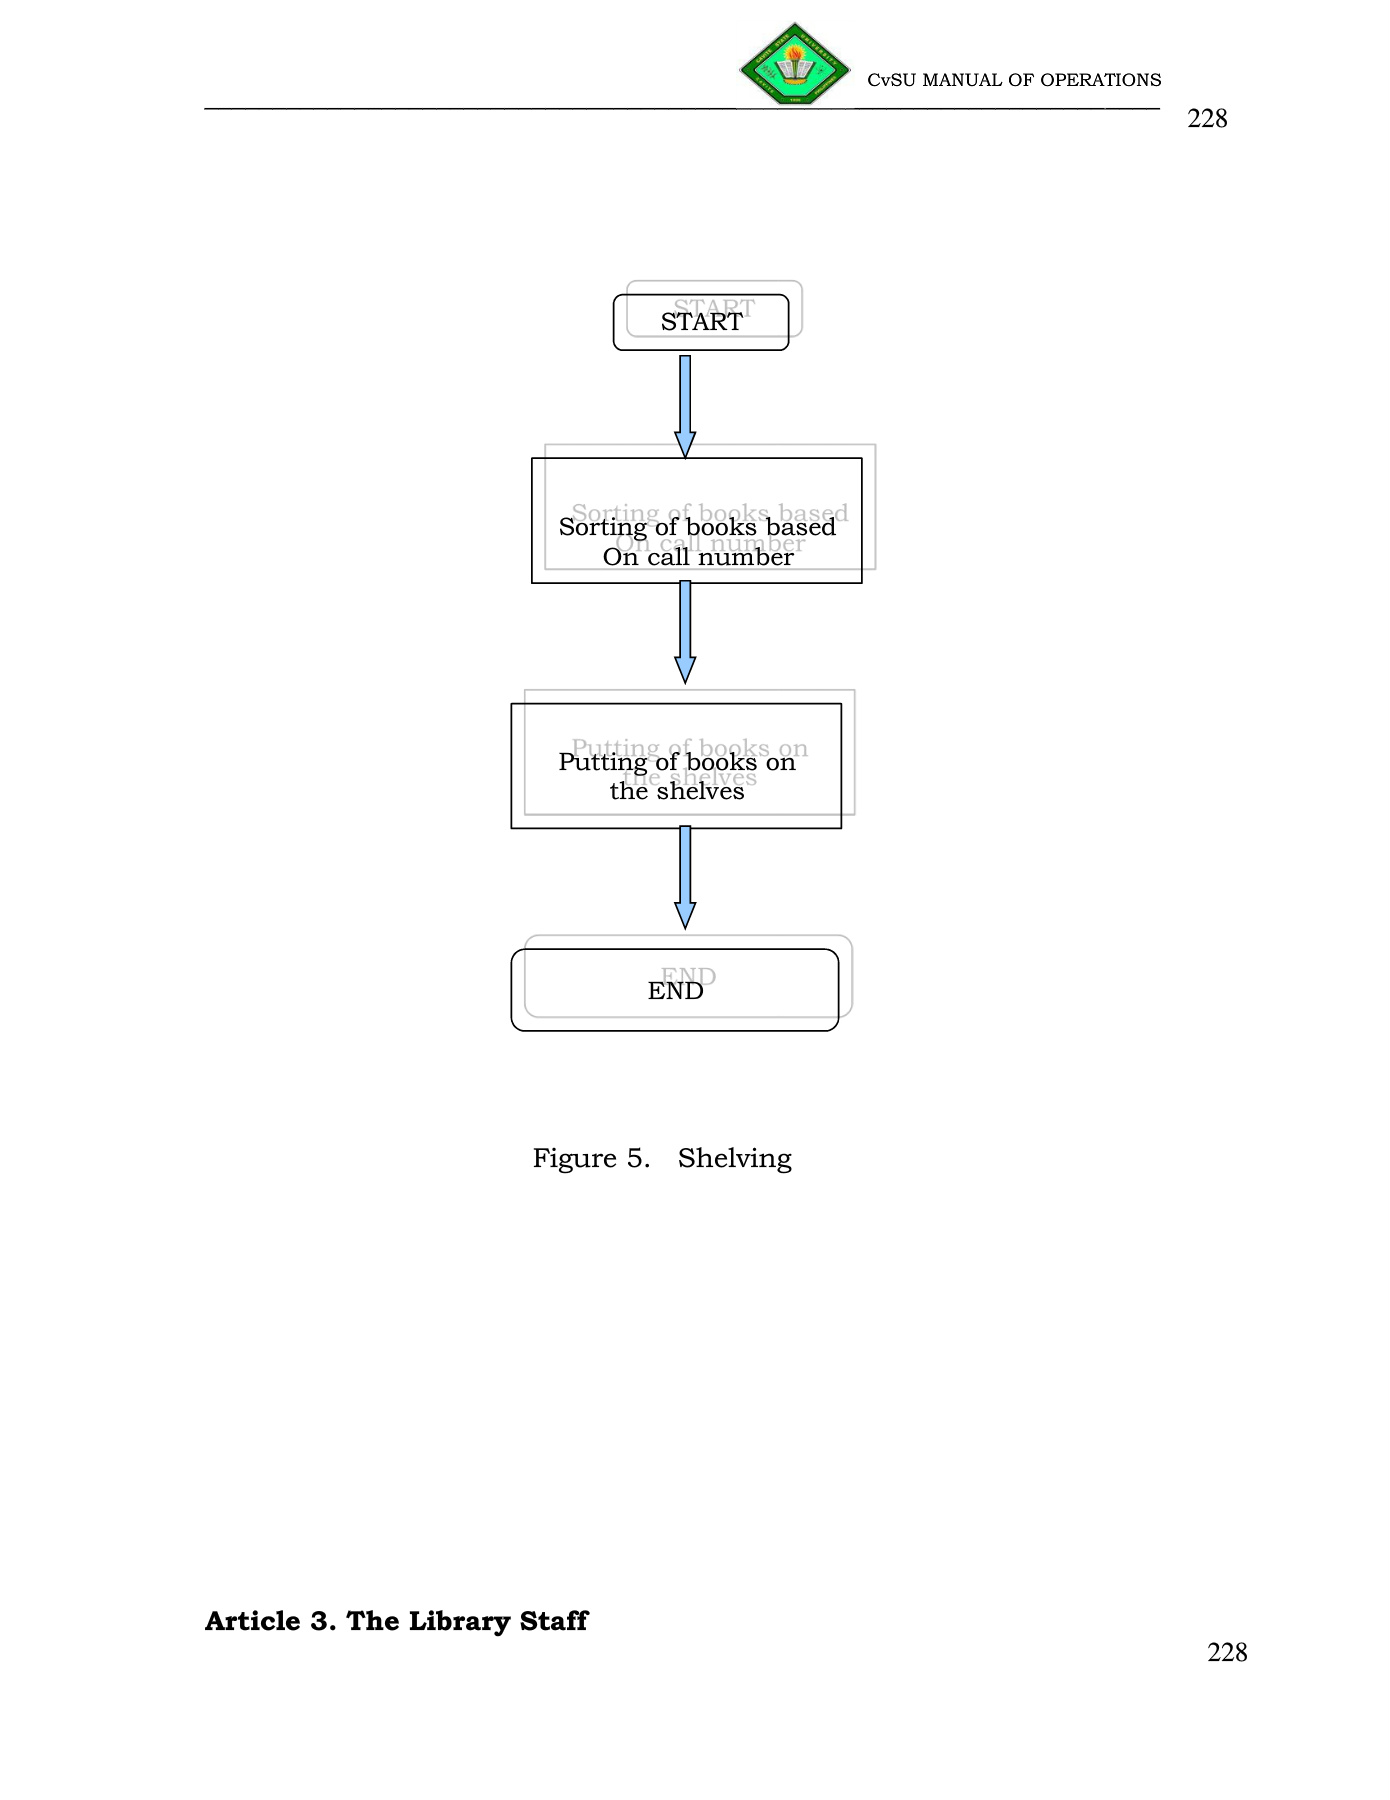 CvSU MANUAL OF OPERATIONS
228
START
Sorting of books based
On call number
Putting of books on
the shelves
END
Figure 5. Shelving
Article 3. The Library Staff
228